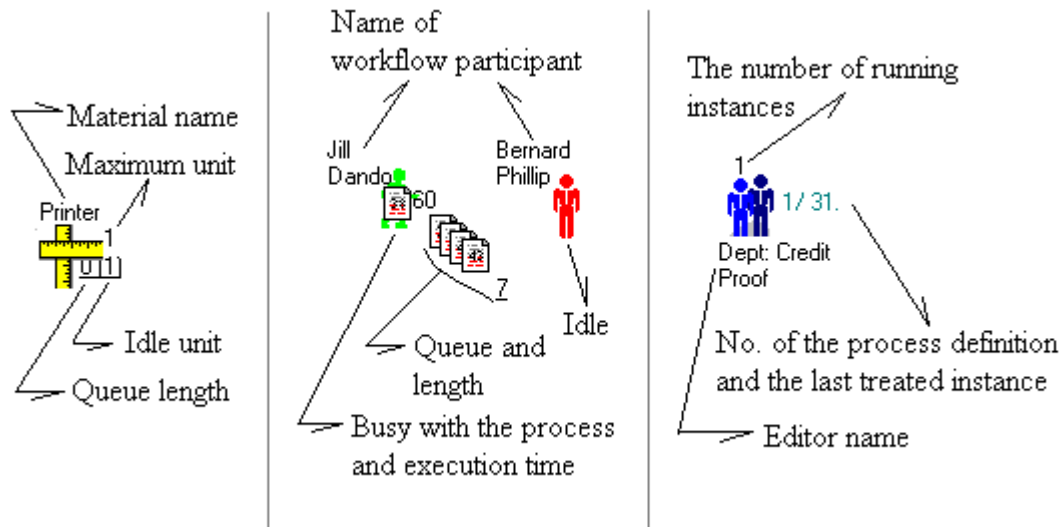 Material name
Maximum unit
Printer
1
0 [1]
Idle unit
Queue length
Name of
workflow participant
Jill
Dando
60
Bernard
Phillip
7
Idle
Queue and
length
Busy with the process
and execution time
The number of running
instances
1
1/ 31.
Dept: Credit
Proof
No. of the process definition
and the last treated instance
Editor name